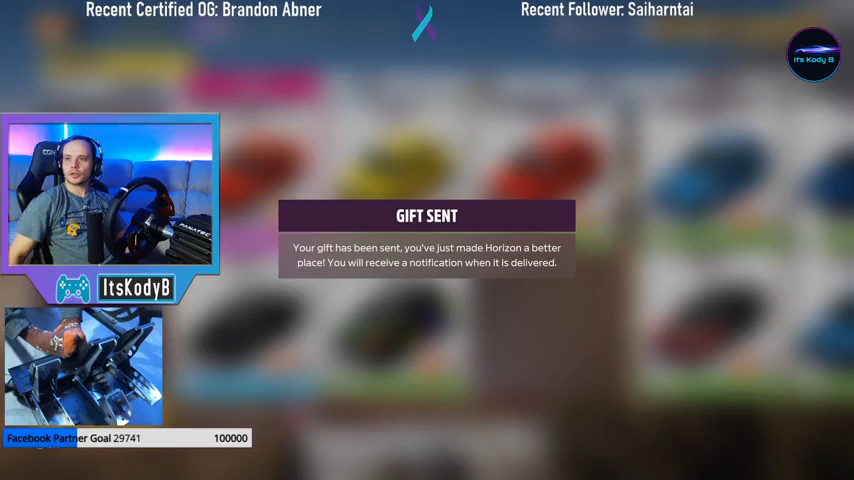 Recent Certified OG: Brandon Abner
Recent Follower: Saiharntai
Its Kody B
GIFT SENT
Your gift has been sent, you've just made Horizon a better
place! You will receive a notification when it is delivered.
FANATEC
ItsKodyB
Facebook Partner Goal 29741
100000